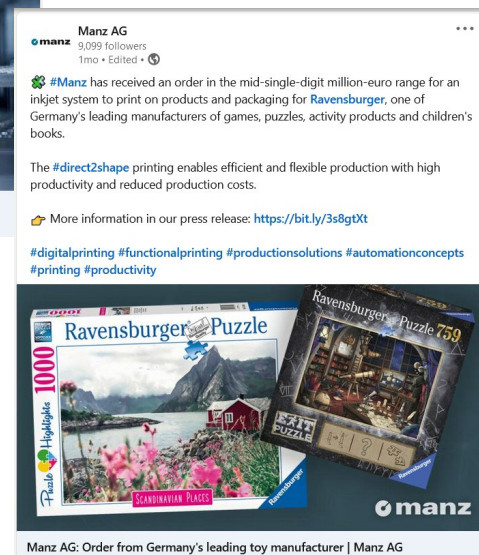 Manz AG
manz
9,099 followers
1mo • Edited •
#Manz has received an order in the mid-single-digit million-euro range for an
inkjet system to print on products and packaging for Ravensburger, one of
Germany's leading manufacturers of games, puzzles, activity products and children's
books.
The #direct2shape printing enables efficient and flexible production with high
productivity and reduced production costs.
More information in our press release: https://bit.ly/3s8gtXt
#digitalprinting #functionalprinting #productionsolutions #automationconcepts
#printing #productivity
Ravensburger Puzzle
1000
Puzzle Highlights
SCANDINAVIAN PLACES
Ravensburger
Ravensburger Puzzle 759
EXIT
PUZZLE
Ravensburger
manz
Manz AG: Order from Germany's leading toy manufacturer | Manz AG